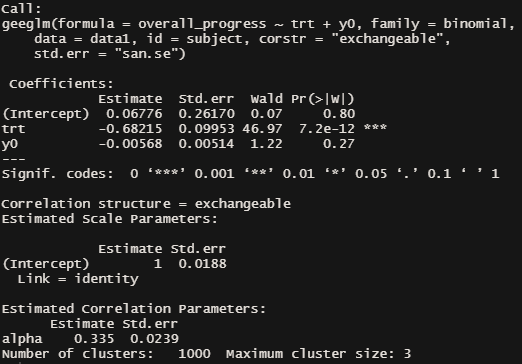 Call:
geeglm(formula = overall_progress ~ trt + y0, family = binomial,
    data = data1, id = subject, corstr = "exchangeable",
    std.err = "san.se")
 Coefficients:
            Estimate  Std.err  Wald Pr(>|W|)
(Intercept)  0.06776  0.26170  0.07     0.80
trt         -0.68215  0.09953 46.97  7.2e-12 ***
y0          -0.00568  0.00514  1.22     0.27
---
Signif. codes:  0 ‘***’ 0.001 ‘**’ 0.01 ‘*’ 0.05 ‘.’ 0.1 ‘ ’ 1
Correlation structure = exchangeable
Estimated Scale Parameters:
            Estimate Std.err
(Intercept)        1  0.0188
  Link = identity
Estimated Correlation Parameters:
      Estimate Std.err
alpha    0.335  0.0239
Number of clusters:   1000  Maximum cluster size: 3